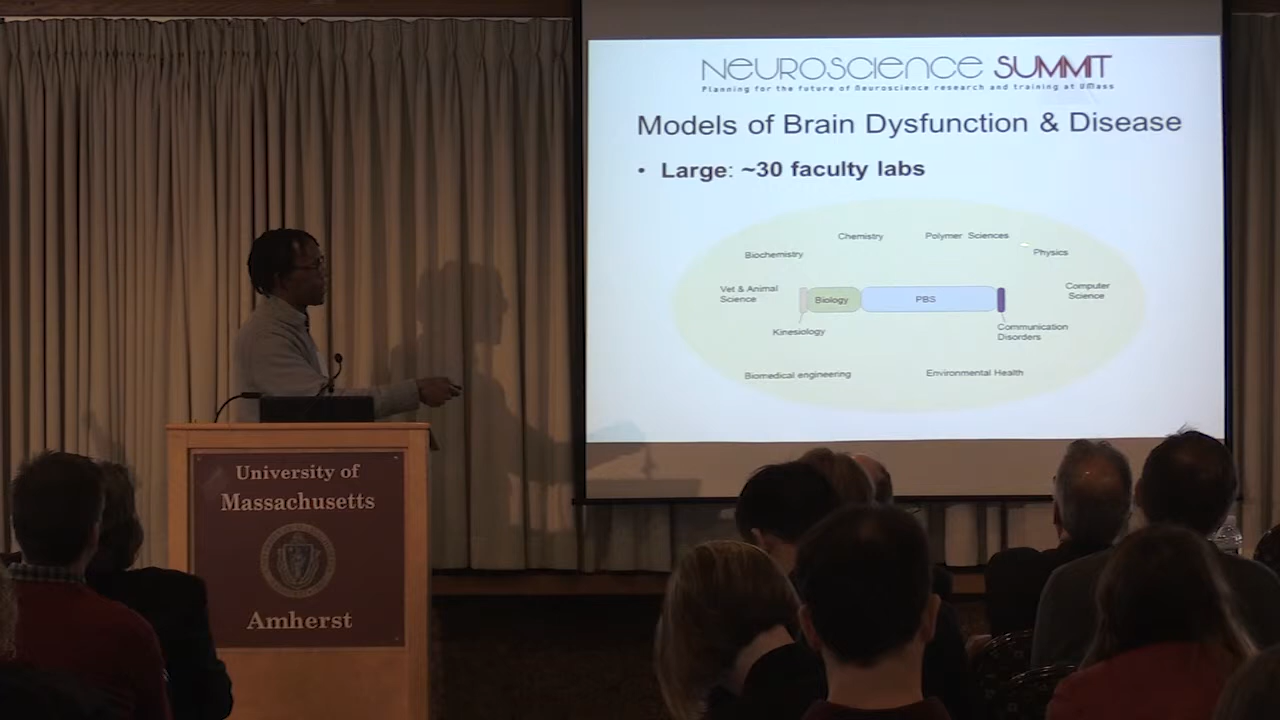 NEUROSCIENCE SUMMIT
Planning for the future of Neuroscience research and training at UMass
Models of Brain Dysfunction & Disease
• Large: ~30 faculty labs
Chemistry
Polymer Sciences
Biochemistry
Physics
Vet & Animal
Science
Computer
Science
Biology
PBS
Kinesiology
Communication
Disorders
Biomedical engineering
Environmental Health
University of
Massachusetts
Amherst